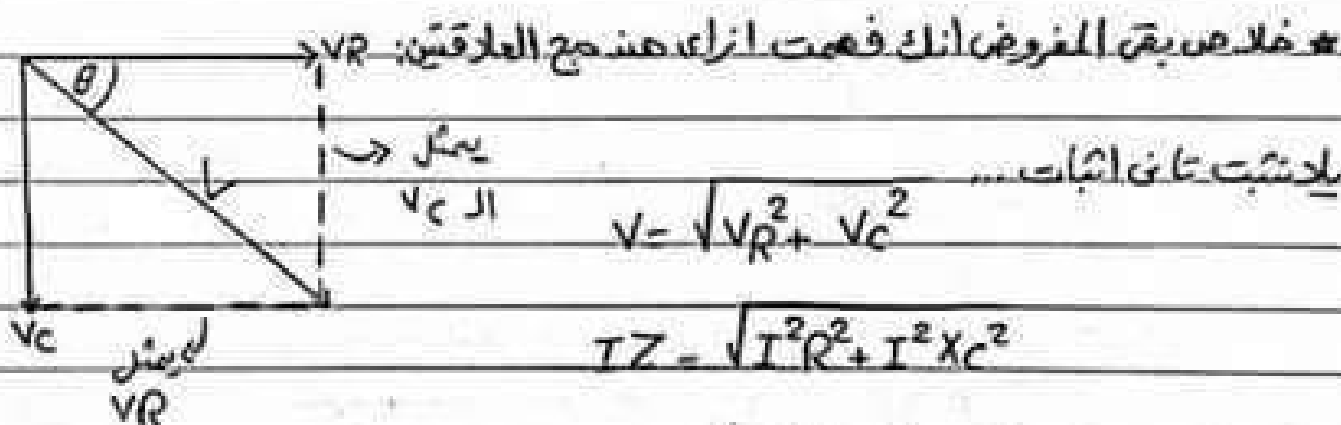 * خلاص بقى المفروض انك فهمت ازاى هندمج العلاقتين:
VR
θ
يمثل
الـ VC
يلا نثبت تانى اثبات ...
V
V = √VR² + VC²
VC
يمثل
VR
IZ = √I²R² + I²XC²